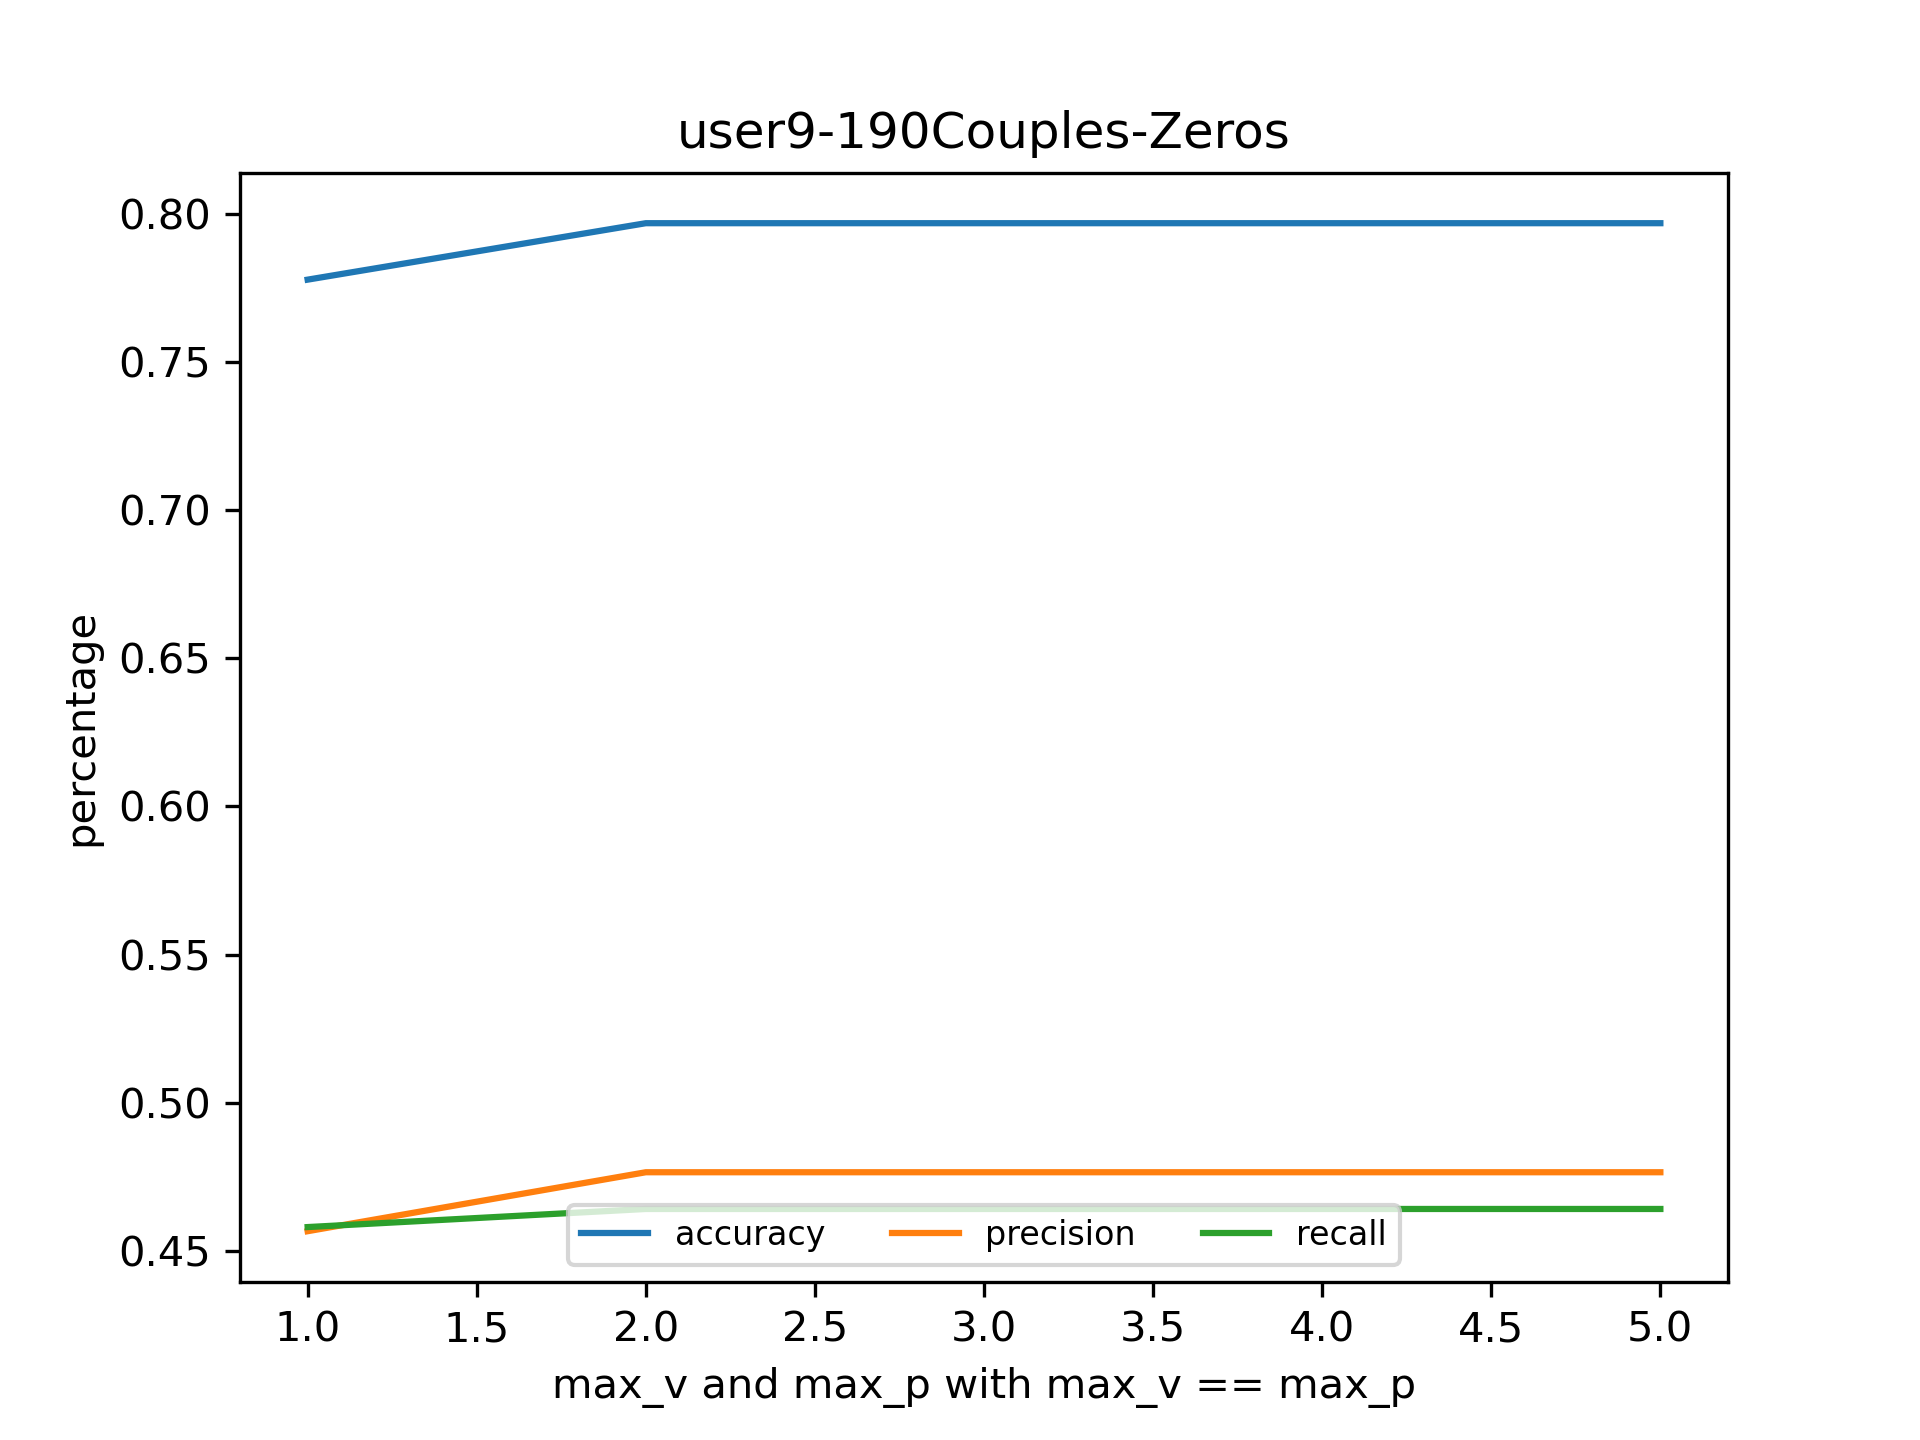 user9-190Couples-Zeros
0.80
0.75
0.70
0.65
0.60
0.55
0.50
0.45
percentage
accuracy precision recall
1.0 1.5 2.0 2.5 3.0 3.5 4.0 4.5 5.0
max_v and max_p with max_v == max_p